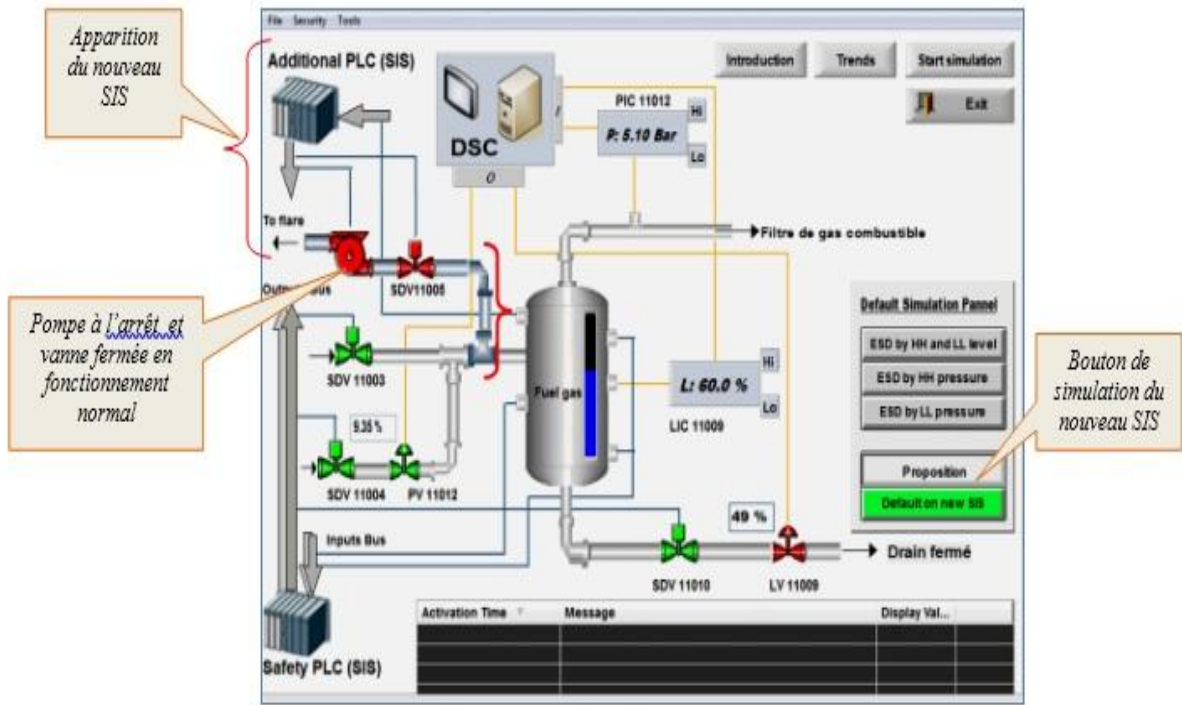 Apparition
du nouveau
SIS
File Security Tools
Additional PLC (SIS)
Introduction
Trends
Start simulation
Exit
PIC 11012
Hi
P: 5,10 Bar
Lo
DSC
I
O
To flare
Filtre de gas combustible
SDV11005
Pompe à l'arrêt et
vanne fermée en
fonctionnement
normal
SDV 11003
Fuel gas
L: 60.0 %
Hi
Lo
LIC 11009
Default Simulation Pannel
ESD by HH and LL level
ESD by HH pressure
ESD by LL pressure
Proposition
Default on new SIS
Bouton de
simulation du
nouveau SIS
9.35 %
SDV 11004
PV 11012
49 %
Inputs Bus
SDV 11010
LV 11009
Drain fermé
Safety PLC (SIS)
Activation Time
Message
Display Val...